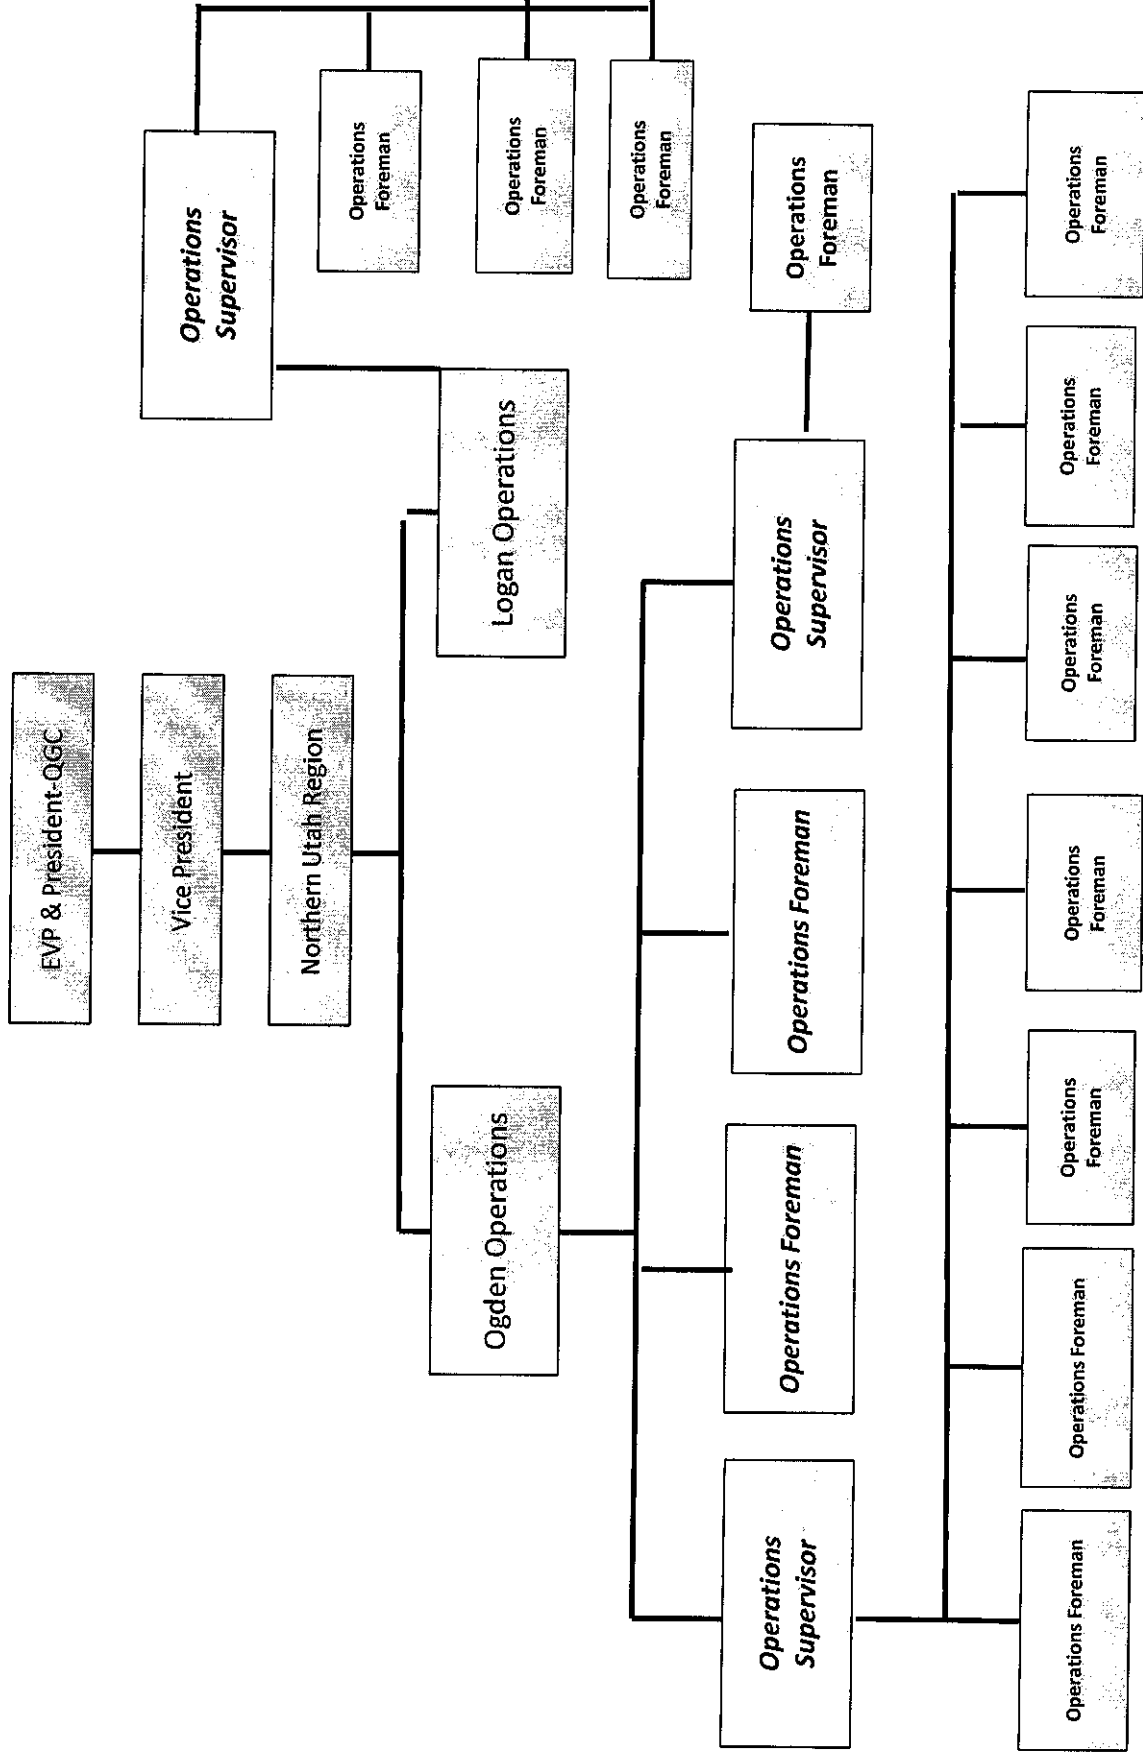 EVP & President-QGC
Vice President
Northern Utah Region
Ogden Operations
Logan Operations
Operations
Supervisor
Operations
Foreman
Operations
Foreman
Operations
Foreman
Operations
Supervisor
Operations Foreman
Operations Foreman
Operations
Supervisor
Operations
Foreman
Operations Foreman
Operations Foreman
Operations
Foreman
Operations
Foreman
Operations
Foreman
Operations
Foreman
Operations
Foreman